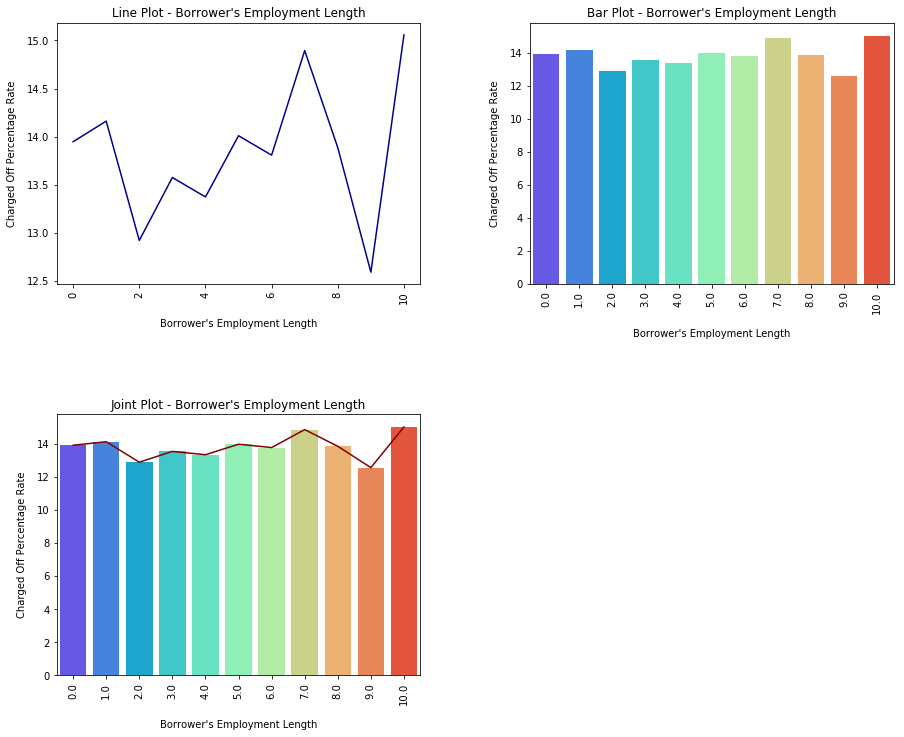 Line Plot - Borrower's Employment Length
Charged Off Percentage Rate
15.0
14.5
14.0
13.5
13.0
12.5
0 2 4 6 8 10
Borrower's Employment Length
Bar Plot - Borrower's Employment Length
Charged Off Percentage Rate
14
12
10
8
6
4
2
0
0.0 1.0 2.0 3.0 4.0 5.0 6.0 7.0 8.0 9.0 10.0
Borrower's Employment Length
Joint Plot - Borrower's Employment Length
Charged Off Percentage Rate
14
12
10
8
6
4
2
0
0.0 1.0 2.0 3.0 4.0 5.0 6.0 7.0 8.0 9.0 10.0
Borrower's Employment Length